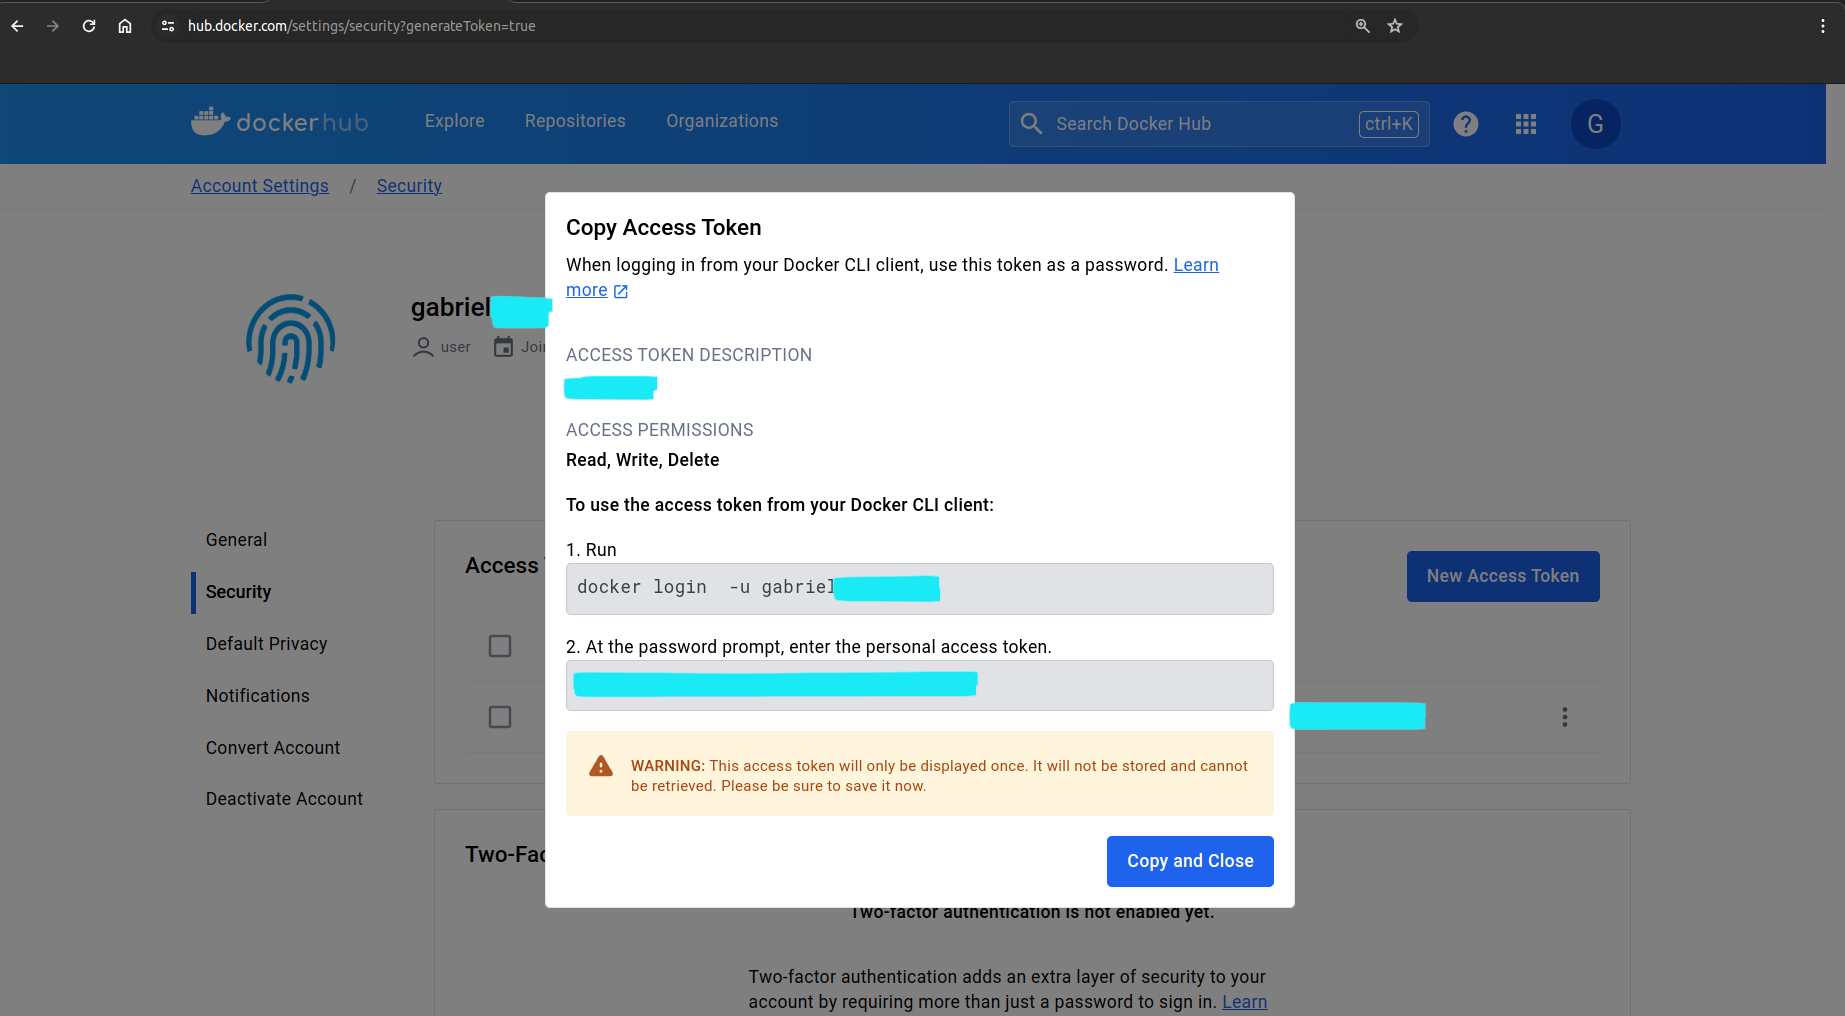 hub.docker.com/settings/security?generateToken=true
dockerhub
Explore
Repositories
Organizations
Search Docker Hub
ctrl+K
?
G
Account Settings / Security
gabriel
user
Joi
Copy Access Token
When logging in from your Docker CLI client, use this token as a password. Learn
more
ACCESS TOKEN DESCRIPTION
ACCESS PERMISSIONS
Read, Write, Delete
To use the access token from your Docker CLI client:
1. Run
docker login -u gabriel
2. At the password prompt, enter the personal access token.
WARNING: This access token will only be displayed once. It will not be stored and cannot
be retrieved. Please be sure to save it now.
Copy and Close
General
Security
Default Privacy
Notifications
Convert Account
Deactivate Account
Access
New Access Token
Two-Fac
Two-factor authentication is not enabled yet.
Two-factor authentication adds an extra layer of security to your
account by requiring more than just a password to sign in. Learn